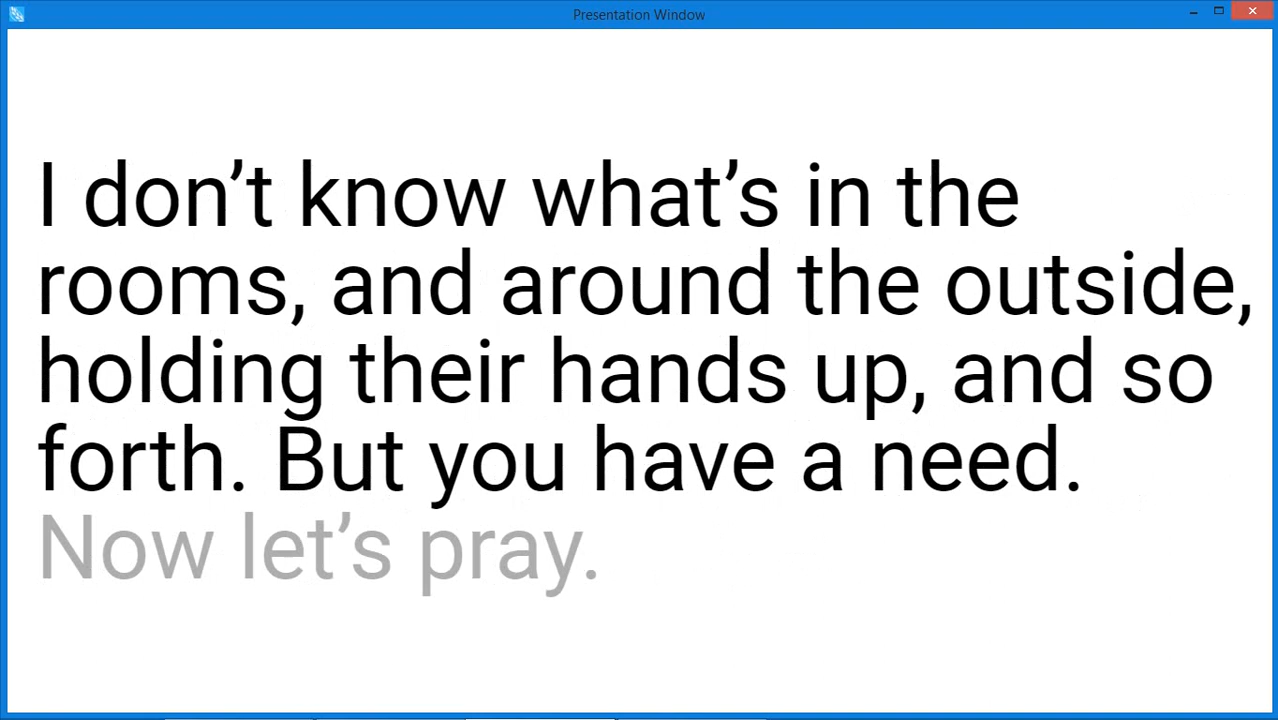 Presentation Window
I don’t know what’s in the
rooms, and around the outside,
holding their hands up, and so
forth. But you have a need.
Now let’s pray.